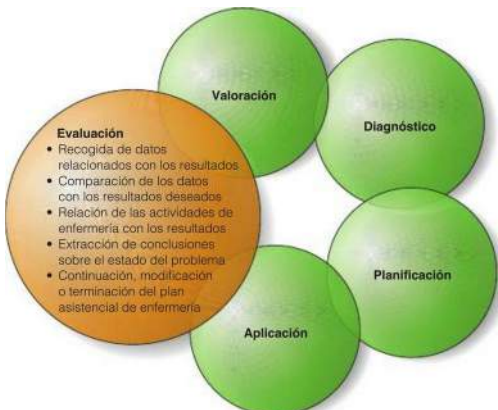 Valoración
Diagnóstico
Evaluación
• Recogida de datos
relacionados con los resultados
• Comparación de los datos
con los resultados deseados
• Relación de las actividades de
enfermería con los resultados
• Extracción de conclusiones
sobre el estado del problema
• Continuación, modificación
o terminación del plan
asistencial de enfermería
Planificación
Aplicación